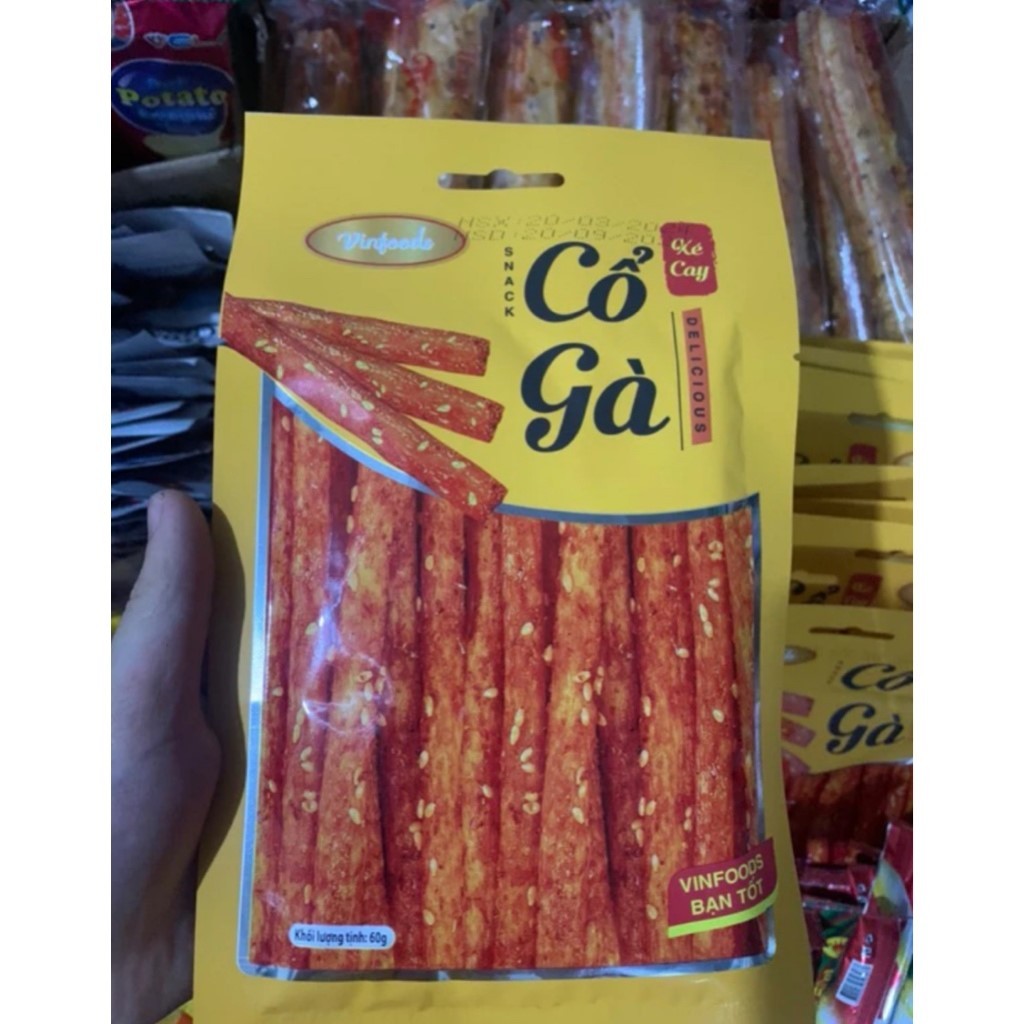 Potato
Vinfoods
NSX: 20/03/20
HSD: 20/09/20
SNACK
Cổ
Gà
Xé
Cay
DELICIOUS
VINFOODS
BẠN TỐT
Khối lượng tịnh: 60g
Cổ
Gà